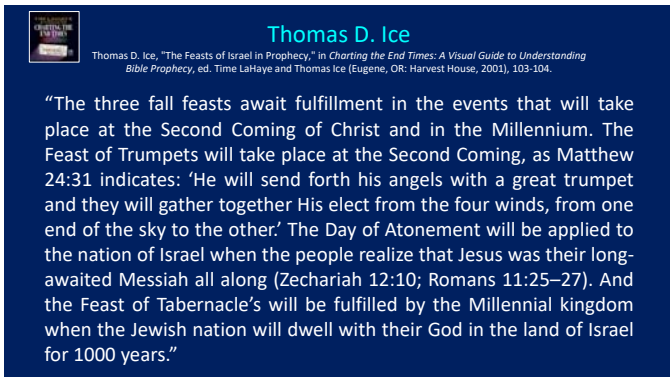 CHARTING THE
END TIMES
Thomas D. Ice
Thomas D. Ice, "The Feasts of Israel in Prophecy," in Charting the End Times: A Visual Guide to Understanding
Bible Prophecy, ed. Time LaHaye and Thomas Ice (Eugene, OR: Harvest House, 2001), 103-104.
“The three fall feasts await fulfillment in the events that will take
place at the Second Coming of Christ and in the Millennium. The
Feast of Trumpets will take place at the Second Coming, as Matthew
24:31 indicates: ‘He will send forth his angels with a great trumpet
and they will gather together His elect from the four winds, from one
end of the sky to the other.’ The Day of Atonement will be applied to
the nation of Israel when the people realize that Jesus was their long-
awaited Messiah all along (Zechariah 12:10; Romans 11:25–27). And
the Feast of Tabernacle’s will be fulfilled by the Millennial kingdom
when the Jewish nation will dwell with their God in the land of Israel
for 1000 years.”